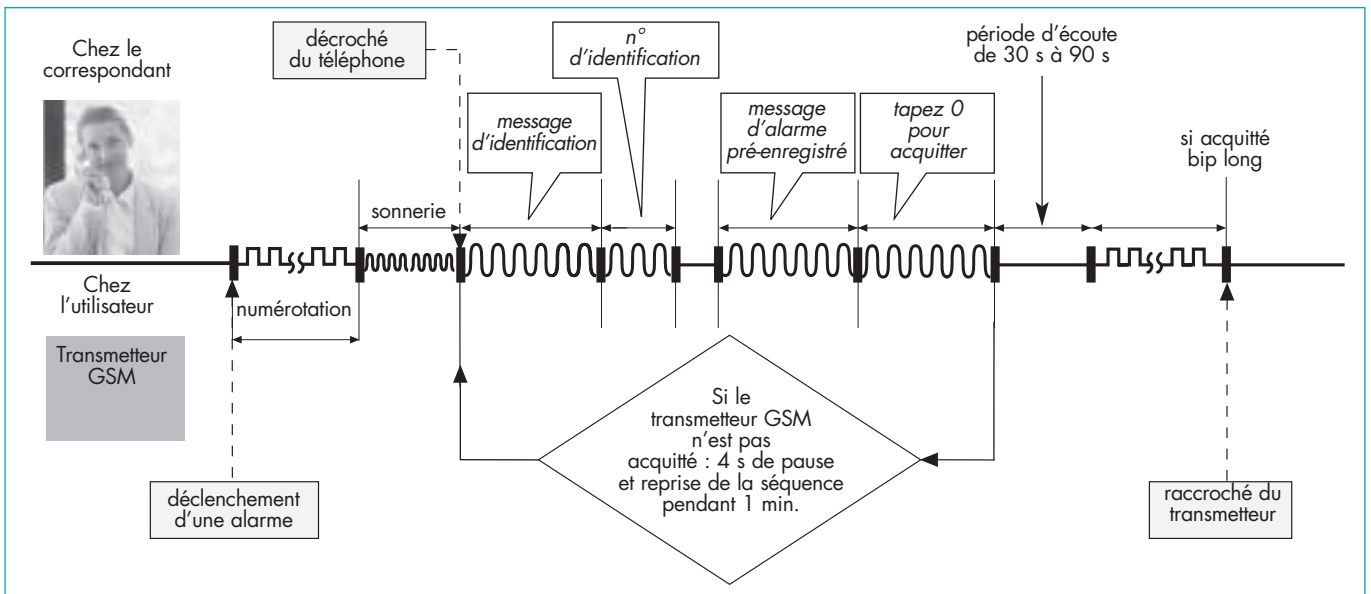 Chez le
correspondant
décroché
du téléphone
n°
d'identification
période d'écoute
de 30 s à 90 s
message
d'identification
message
d'alarme
pré-enregistré
tapez 0
pour
acquitter
si acquitté
bip long
sonnerie
Chez
l'utilisateur
numérotation
Transmetteur
GSM
Si le
transmetteur GSM
n'est pas
acquitté : 4 s de pause
et reprise de la séquence
pendant 1 min.
déclenchement
d'une alarme
raccroché du
transmetteur